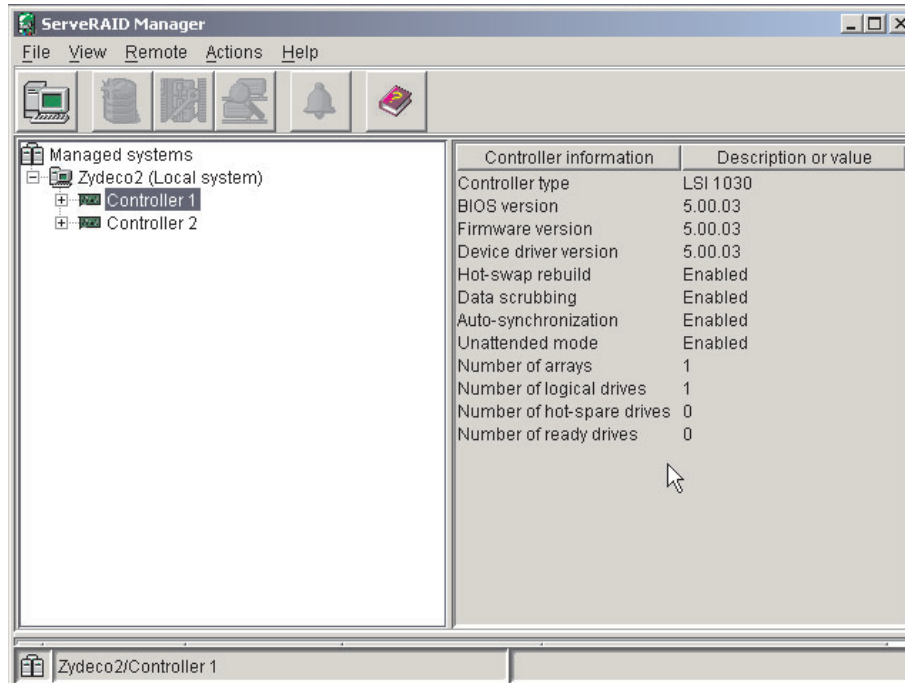 ServeRAID Manager
File View Remote Actions Help
Managed systems
Zydeco2 (Local system)
Controller 1
Controller 2
Controller information Description or value
Controller type LSI 1030
BIOS version 5.00.03
Firmware version 5.00.03
Device driver version 5.00.03
Hot-swap rebuild Enabled
Data scrubbing Enabled
Auto-synchronization Enabled
Unattended mode Enabled
Number of arrays 1
Number of logical drives 1
Number of hot-spare drives 0
Number of ready drives 0
Zydeco2/Controller 1